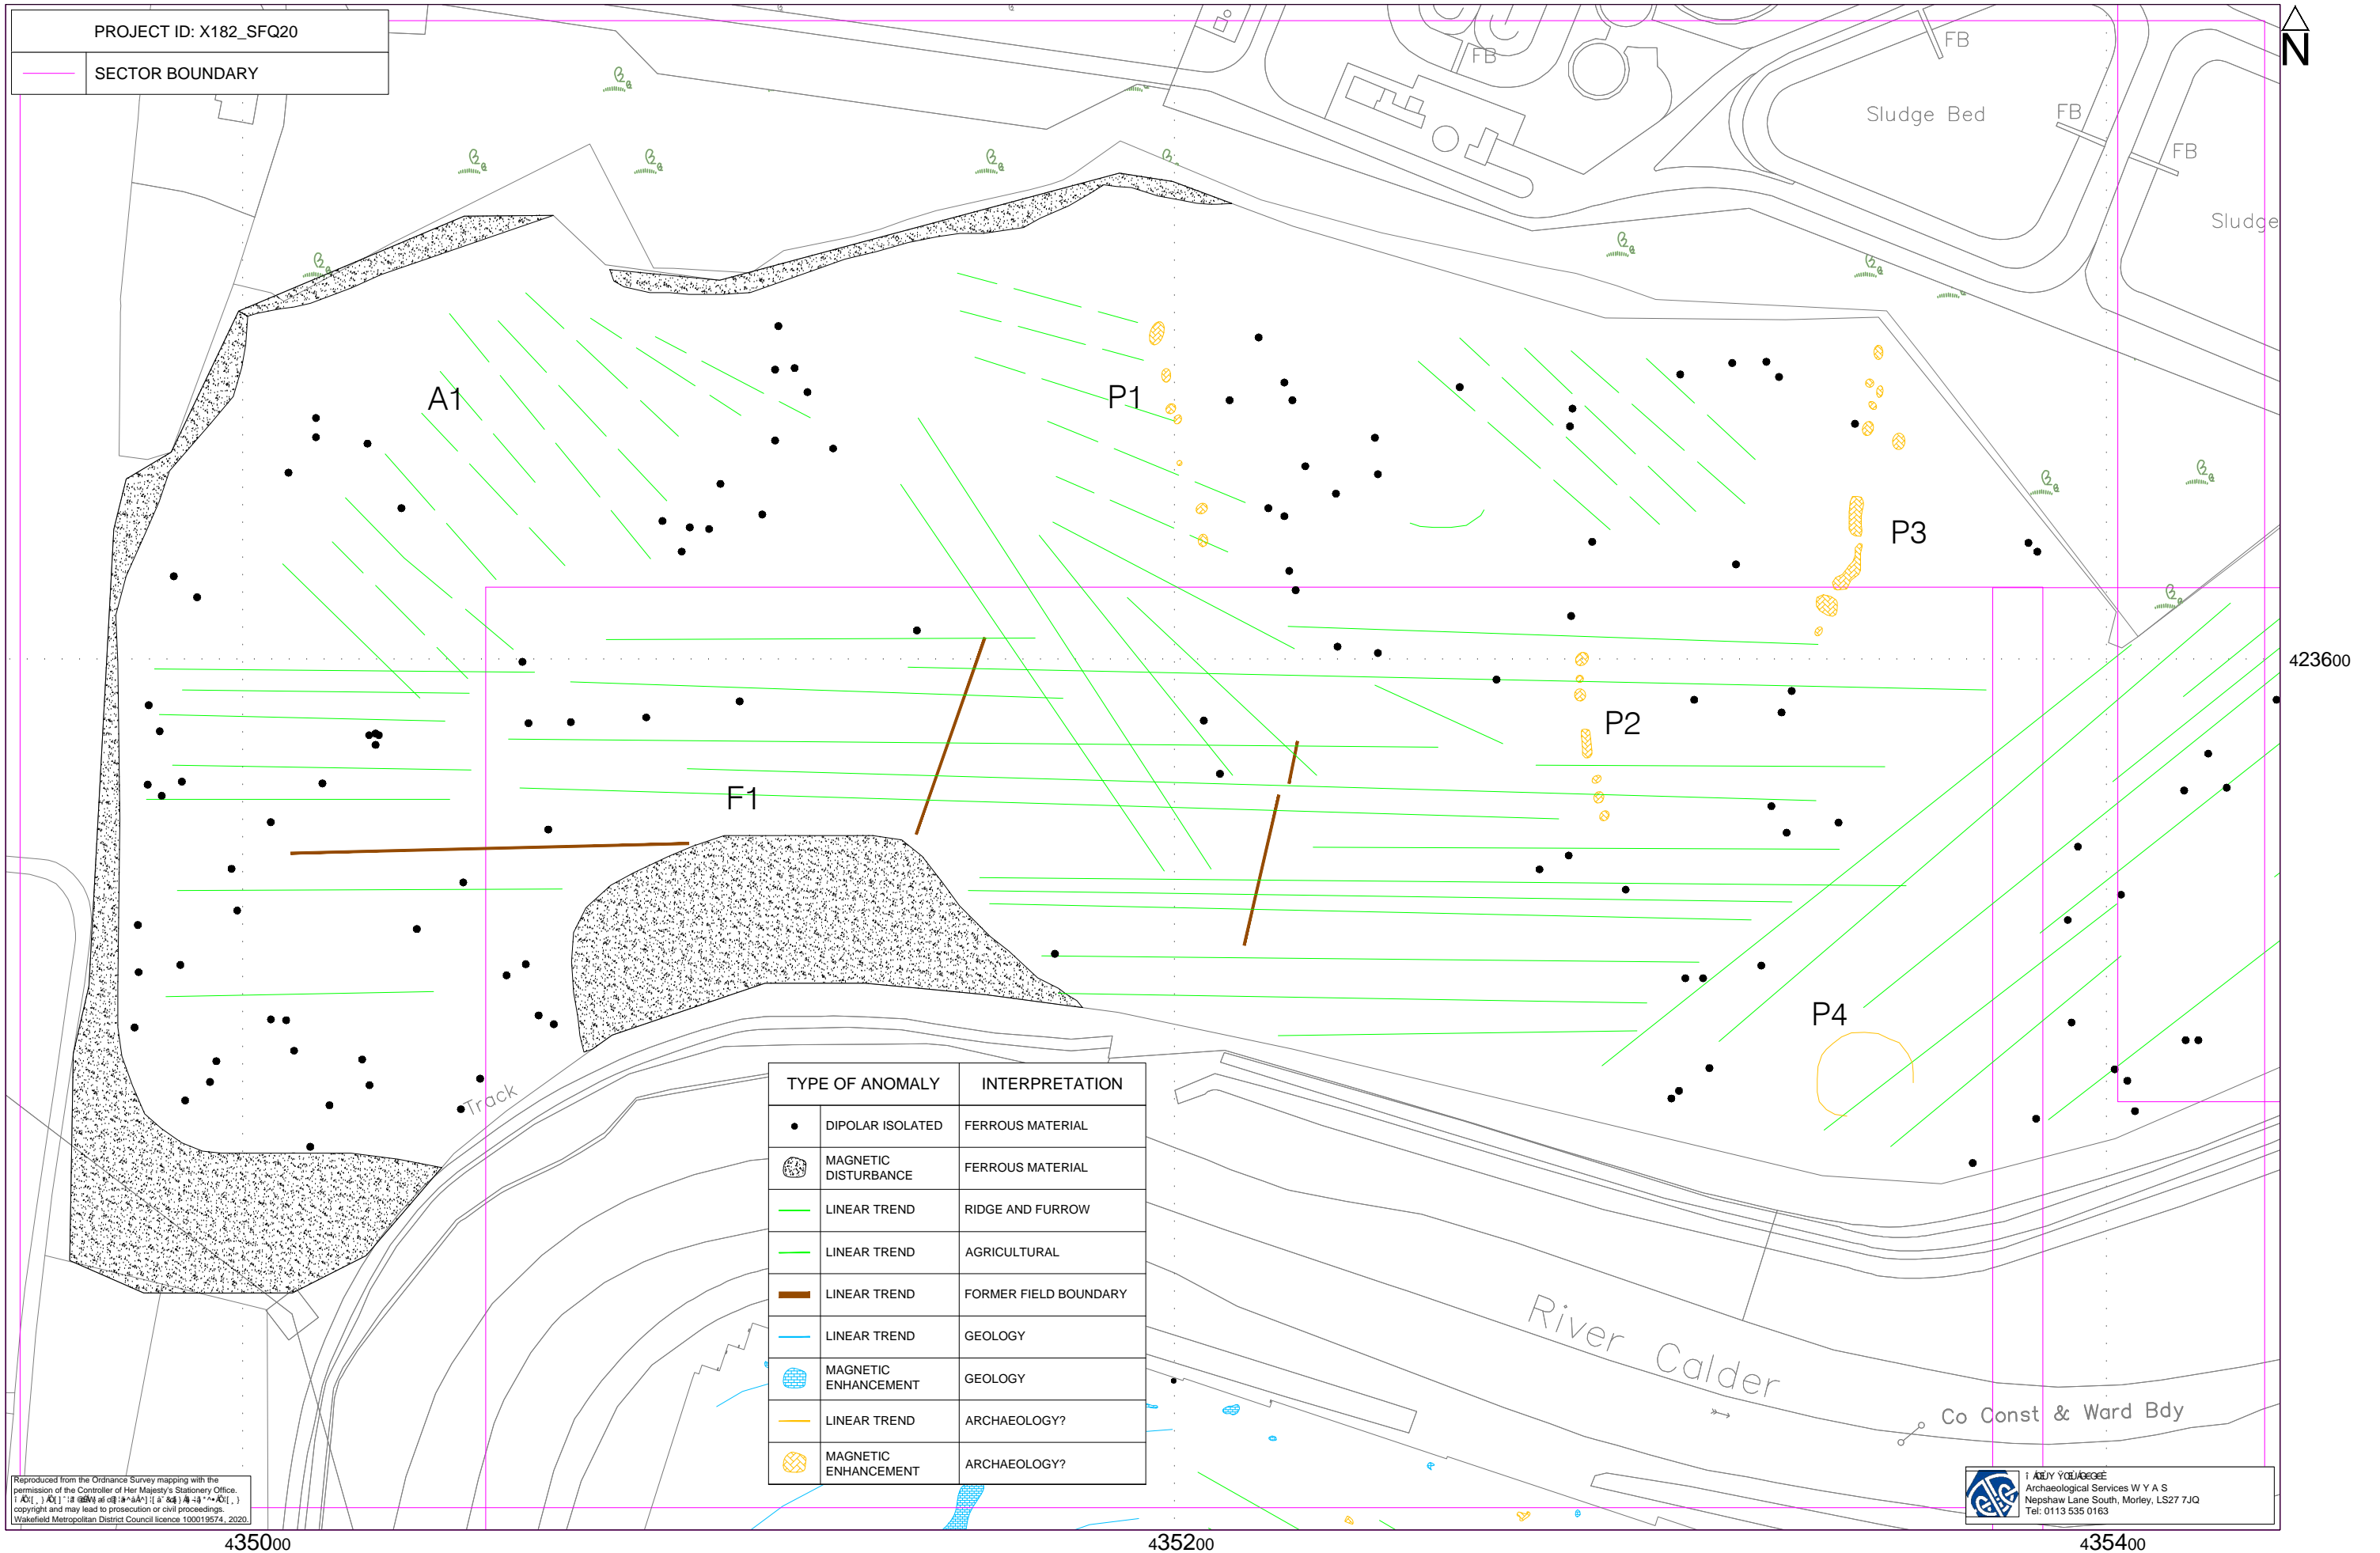 PROJECT ID: X182_SFQ20
SECTOR BOUNDARY
N
FB
FB
Sludge Bed
FB
FB
Sludge
A1
P1
P3
423600
P2
F1
P4
Track
TYPE OF ANOMALY INTERPRETATION
DIPOLAR ISOLATED FERROUS MATERIAL
MAGNETIC DISTURBANCE FERROUS MATERIAL
LINEAR TREND RIDGE AND FURROW
LINEAR TREND AGRICULTURAL
LINEAR TREND FORMER FIELD BOUNDARY
LINEAR TREND GEOLOGY
MAGNETIC ENHANCEMENT GEOLOGY
LINEAR TREND ARCHAEOLOGY?
MAGNETIC ENHANCEMENT ARCHAEOLOGY?
River Calder
Co Const & Ward Bdy
Reproduced from the Ordnance Survey mapping with the
permission of the Controller of Her Majesty's Stationery Office.
copyright and may lead to prosecution or civil proceedings.
Wakefield Metropolitan District Council licence 100019574, 2020.
Archaeological Services W Y A S
Nepshaw Lane South, Morley, LS27 7JQ
Tel: 0113 535 0163
435000
435200
435400